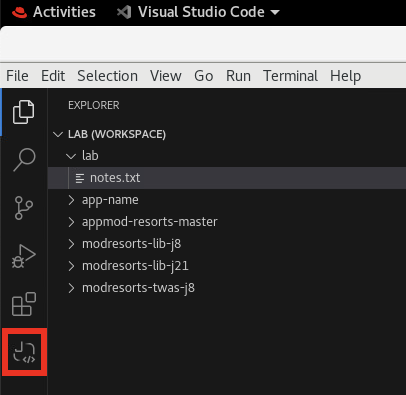 Activities Visual Studio Code
File Edit Selection View Go Run Terminal Help
EXPLORER
LAB (WORKSPACE)
lab
notes.txt
app-name
appmod-resorts-master
modresorts-lib-j8
modresorts-lib-j21
modresorts-twas-j8